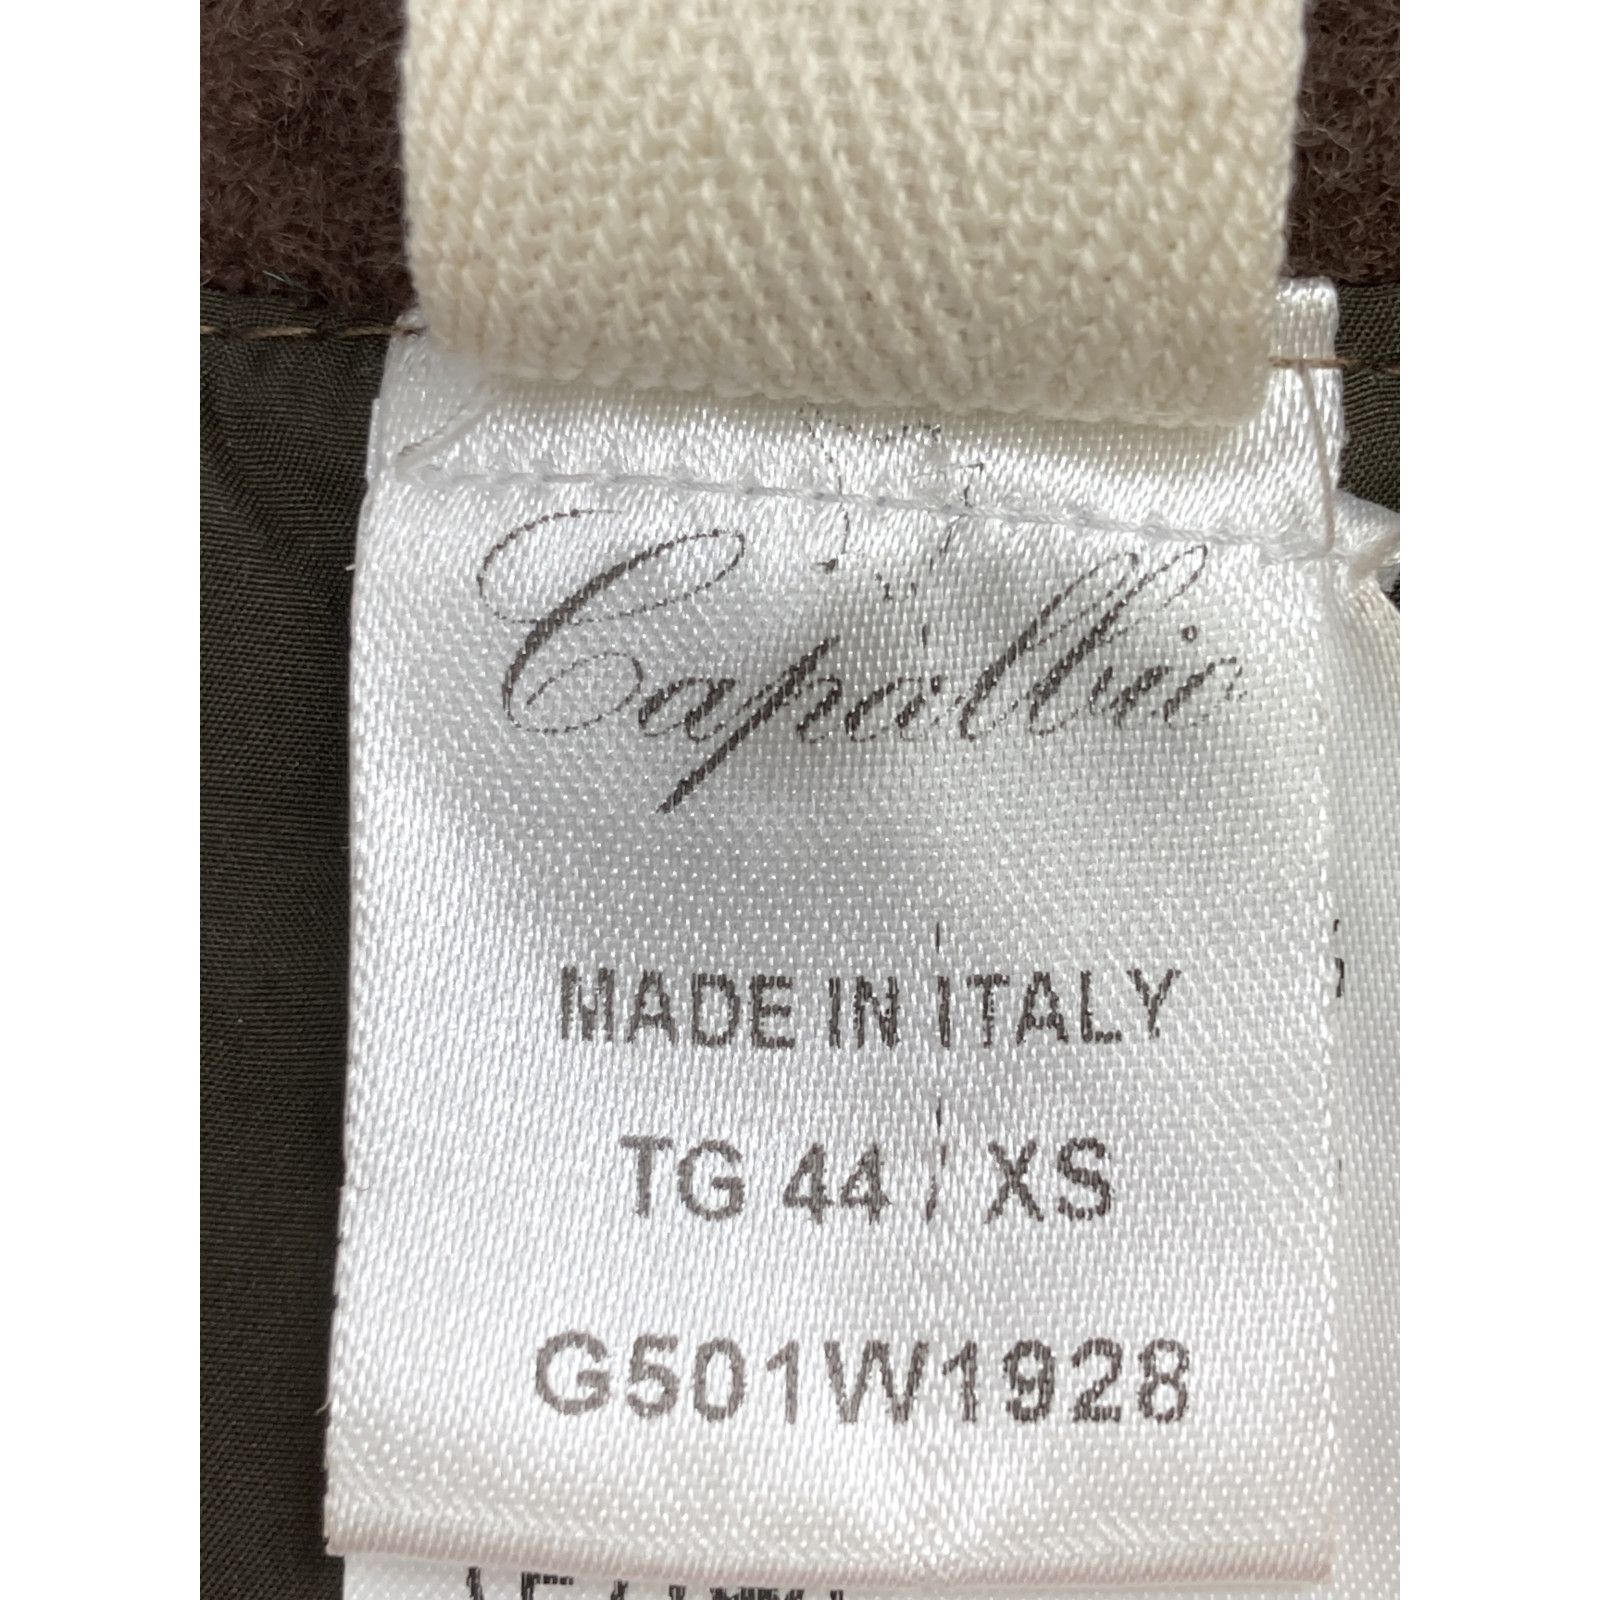 Capalbio
MADE IN ITALY
TG 44 / XS
G501W1928